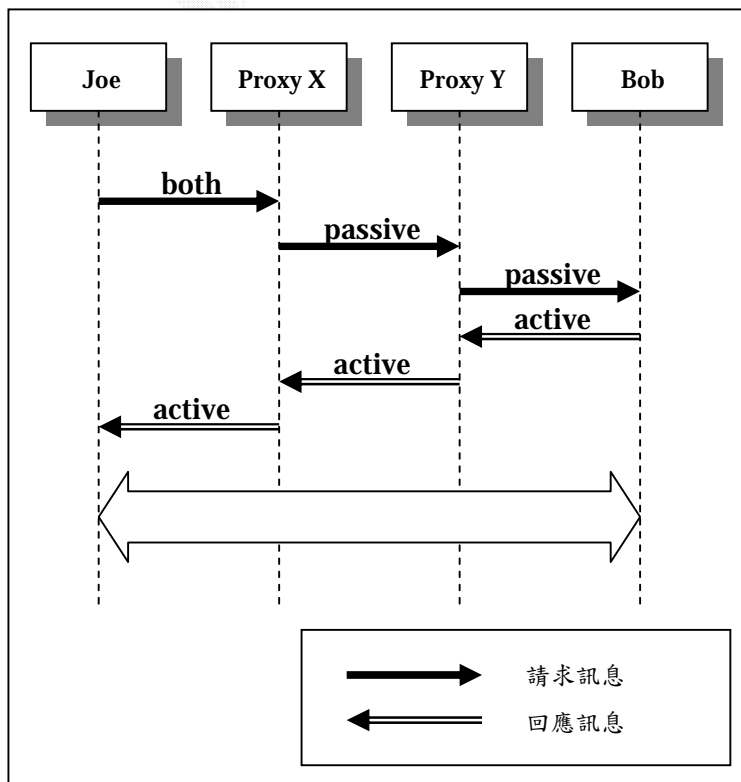 Joe
Proxy X
Proxy Y
Bob
both
passive
passive
active
active
active
請求訊息
回應訊息